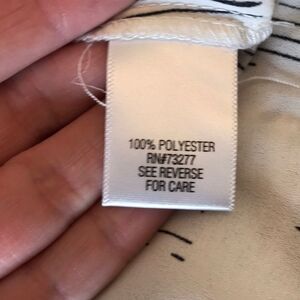 100% POLYESTER
RN#73277
SEE REVERSE
FOR CARE